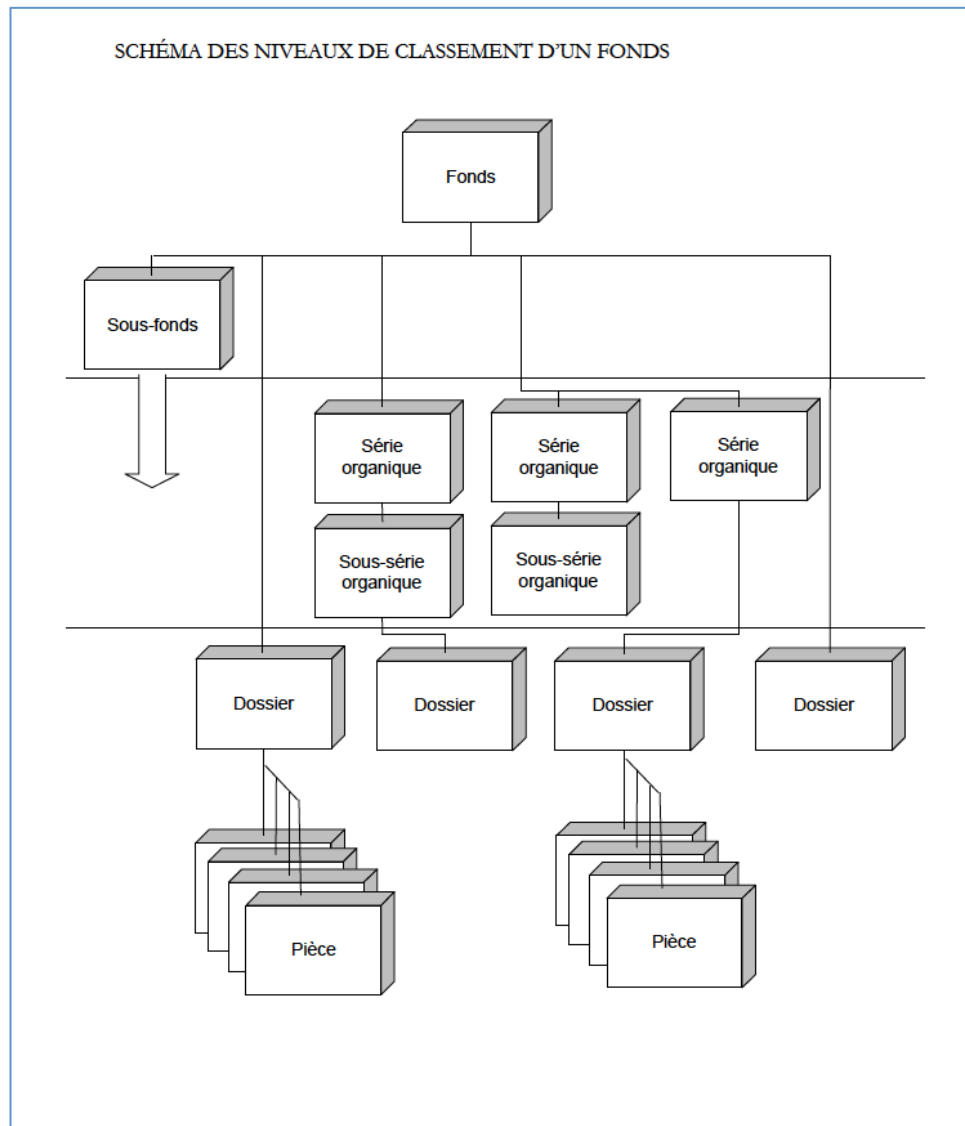 SCHÉMA DES NIVEAUX DE CLASSEMENT D'UN FONDS
Fonds
Sous-fonds
Série
organique
Série
organique
Série
organique
Sous-série
organique
Sous-série
organique
Dossier
Dossier
Dossier
Dossier
Pièce
Pièce